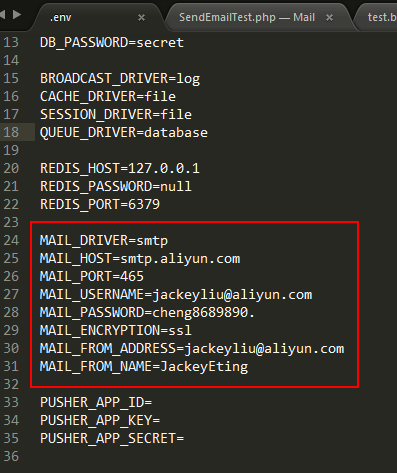 .env × SendEmailTest.php — Mail × test.b
13 DB_PASSWORD=secret
14
15 BROADCAST_DRIVER=log
16 CACHE_DRIVER=file
17 SESSION_DRIVER=file
18 QUEUE_DRIVER=database
19
20 REDIS_HOST=127.0.0.1
21 REDIS_PASSWORD=null
22 REDIS_PORT=6379
23
24 MAIL_DRIVER=smtp
25 MAIL_HOST=smtp.aliyun.com
26 MAIL_PORT=465
27 MAIL_USERNAME=jackeyliu@aliyun.com
28 MAIL_PASSWORD=cheng8689890.
29 MAIL_ENCRYPTION=ssl
30 MAIL_FROM_ADDRESS=jackeyliu@aliyun.com
31 MAIL_FROM_NAME=JackeyEting
32
33 PUSHER_APP_ID=
34 PUSHER_APP_KEY=
35 PUSHER_APP_SECRET=
36